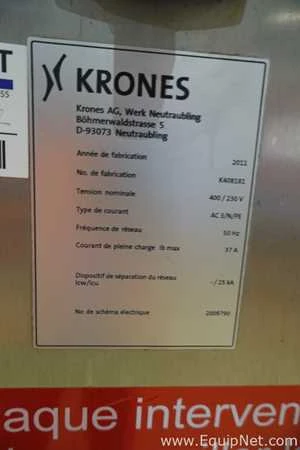 KRONES
Krones AG, Werk Neutraubling
Böhmerwaldstrasse 5
D-93073 Neutraubling
Année de fabrication 2011
No. de fabrication KA08181
Tension nominale 400 / 230 V
Type de courant AC 3/N/PE
Fréquence de réseau 50 Hz
Courant de pleine charge Ib max 37 A
Dispositif de séparation du réseau
Icw/Icu - / 25 kA
No de schéma électrique
aque interven
www.EquipNet.com